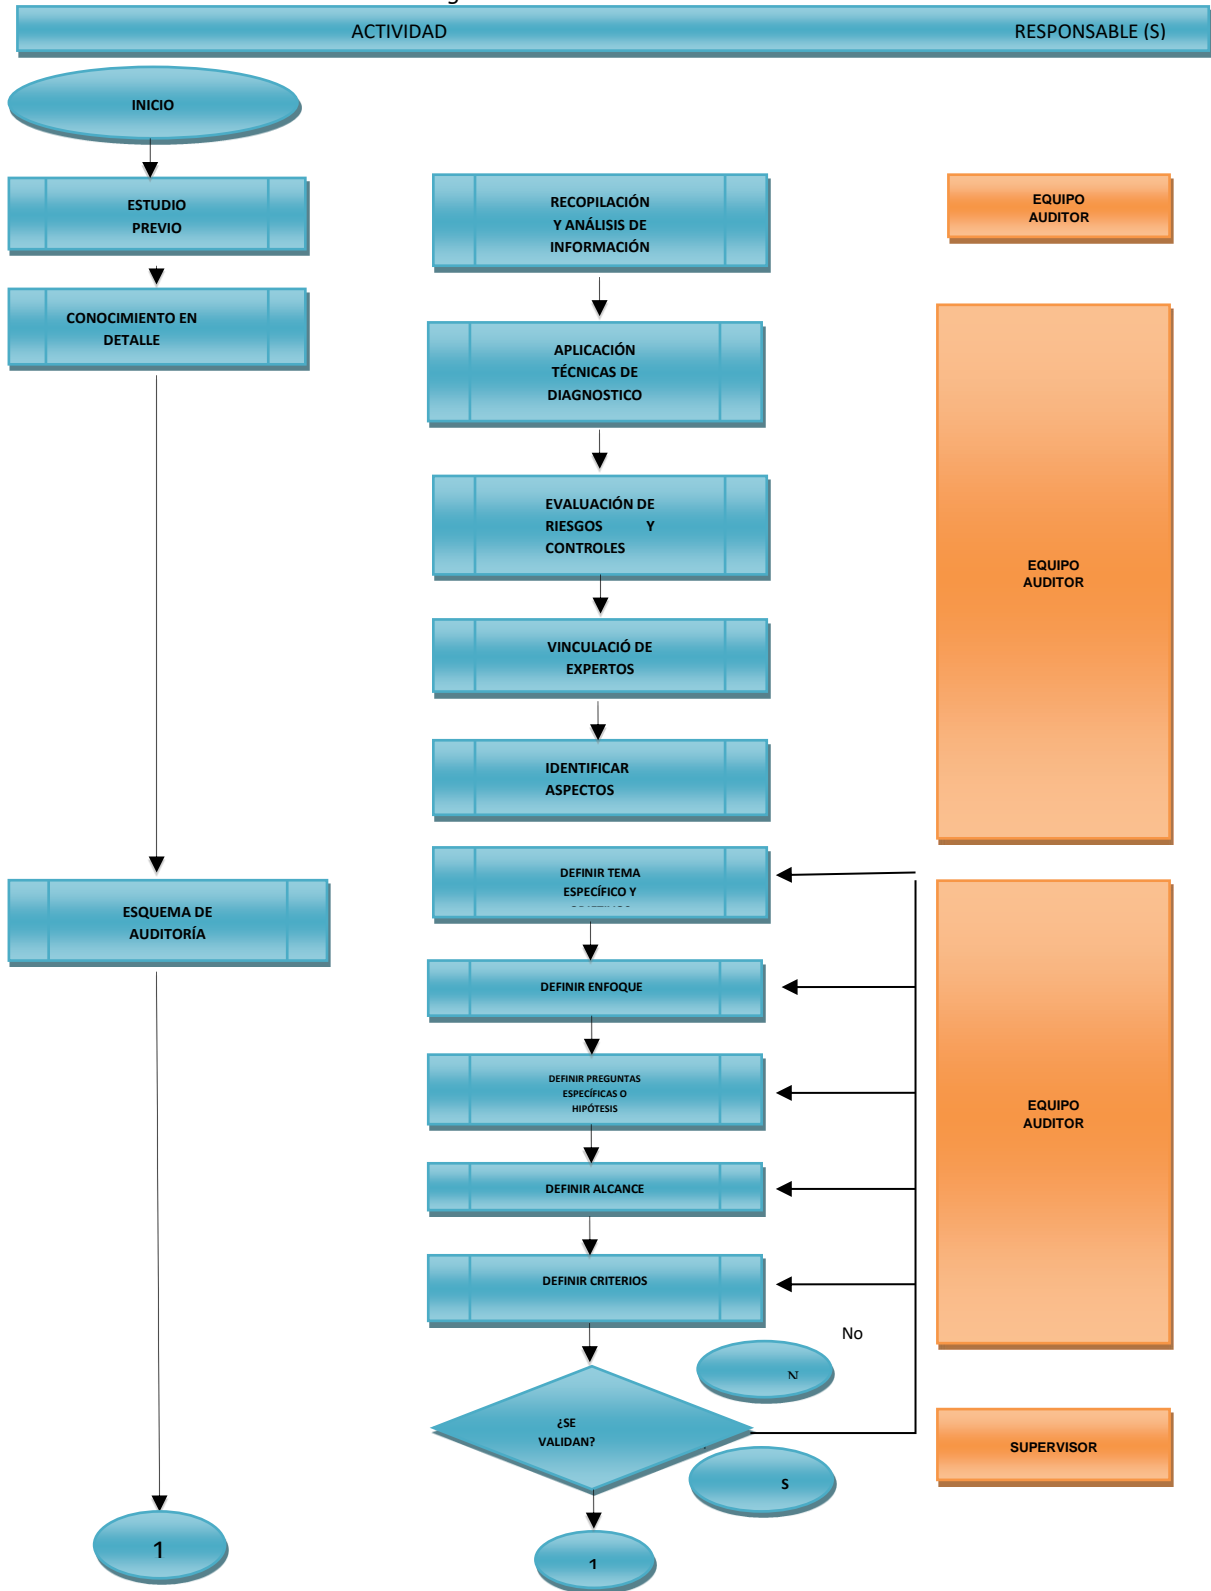 ACTIVIDAD RESPONSABLE (S)
INICIO
ESTUDIO
PREVIO
RECOPILACIÓN
Y ANÁLISIS DE
INFORMACIÓN
EQUIPO
AUDITOR
CONOCIMIENTO EN
DETALLE
APLICACIÓN
TÉCNICAS DE
DIAGNOSTICO
EVALUACIÓN DE
RIESGOS Y
CONTROLES
EQUIPO
AUDITOR
VINCULACIÓ DE
EXPERTOS
IDENTIFICAR
ASPECTOS
ESQUEMA DE
AUDITORÍA
DEFINIR TEMA
ESPECÍFICO Y
DEFINIR ENFOQUE
DEFINIR PREGUNTAS
ESPECÍFICAS O
HIPÓTESIS
EQUIPO
AUDITOR
DEFINIR ALCANCE
DEFINIR CRITERIOS
No
N
¿SE
VALIDAN?
S
SUPERVISOR
1
1